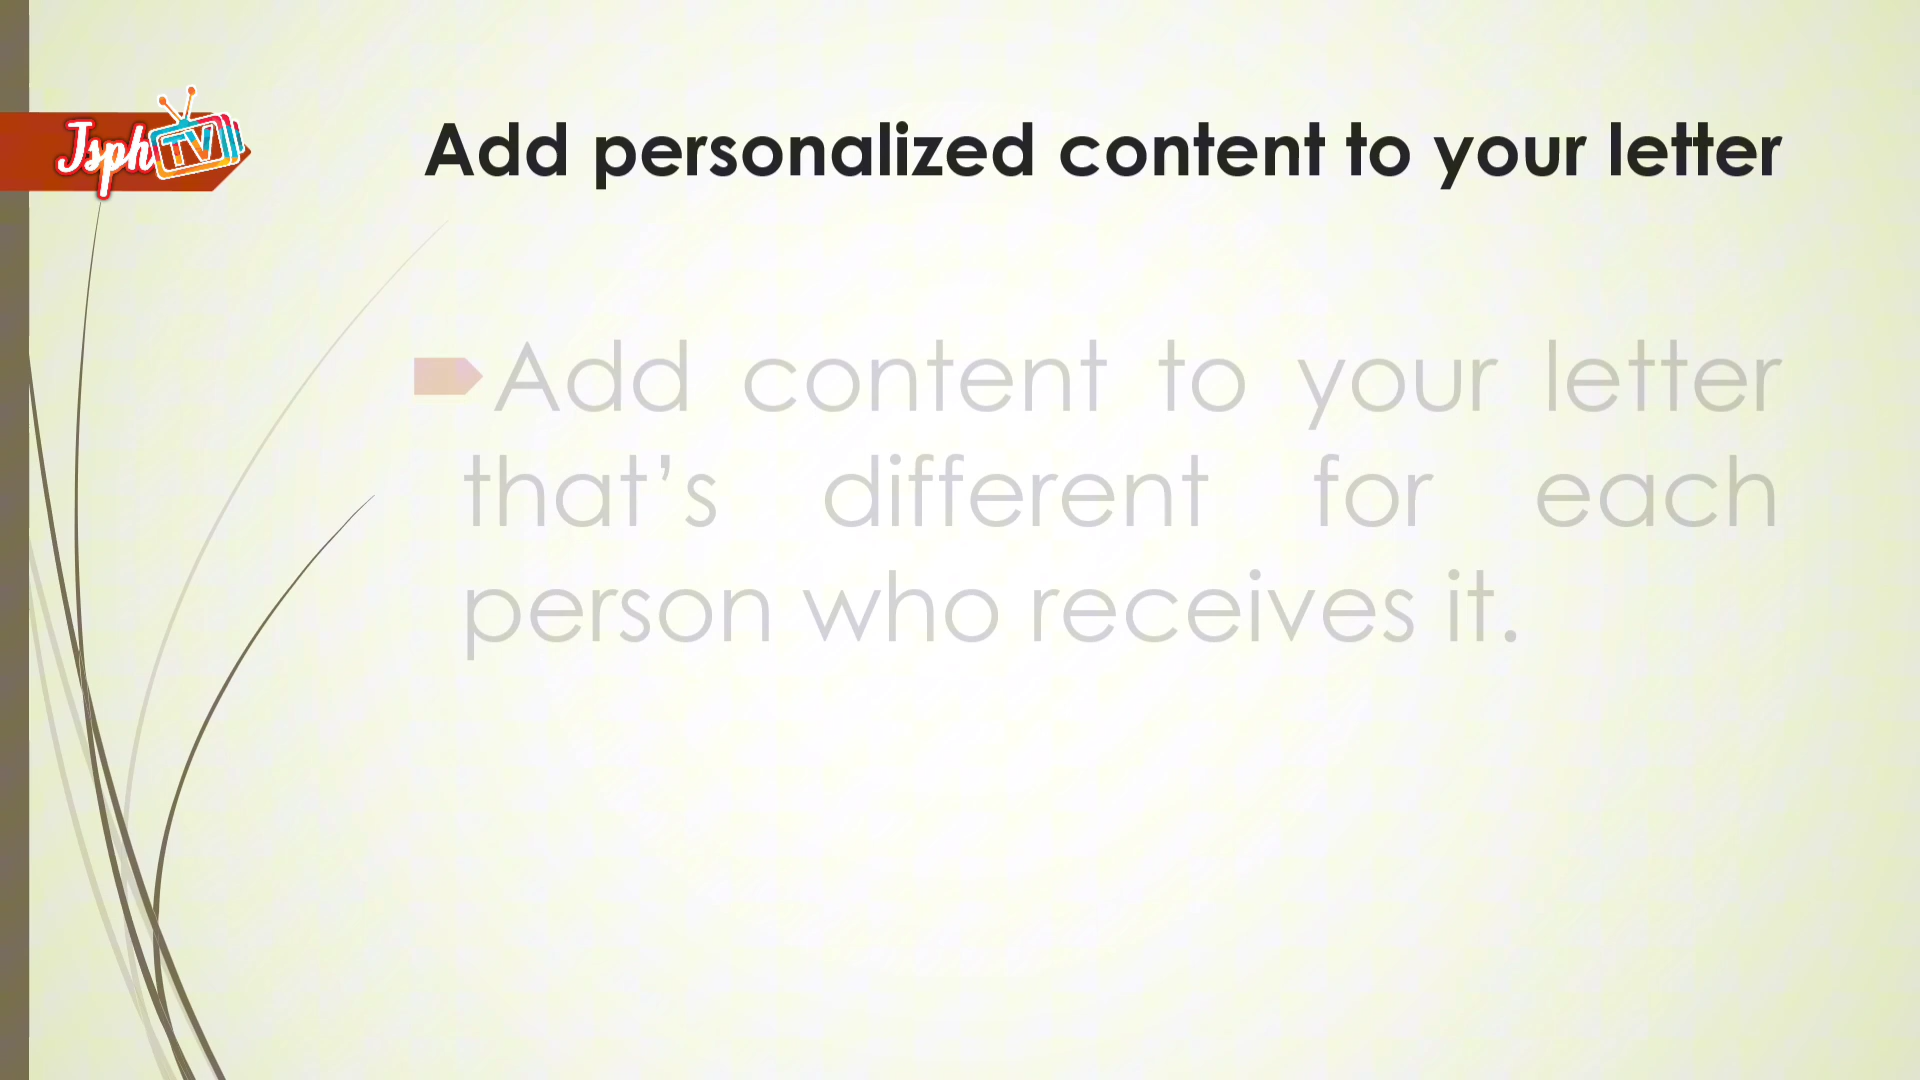 Jsph TV
Add personalized content to your letter
Add content to your letter
that’s different for each
person who receives it.